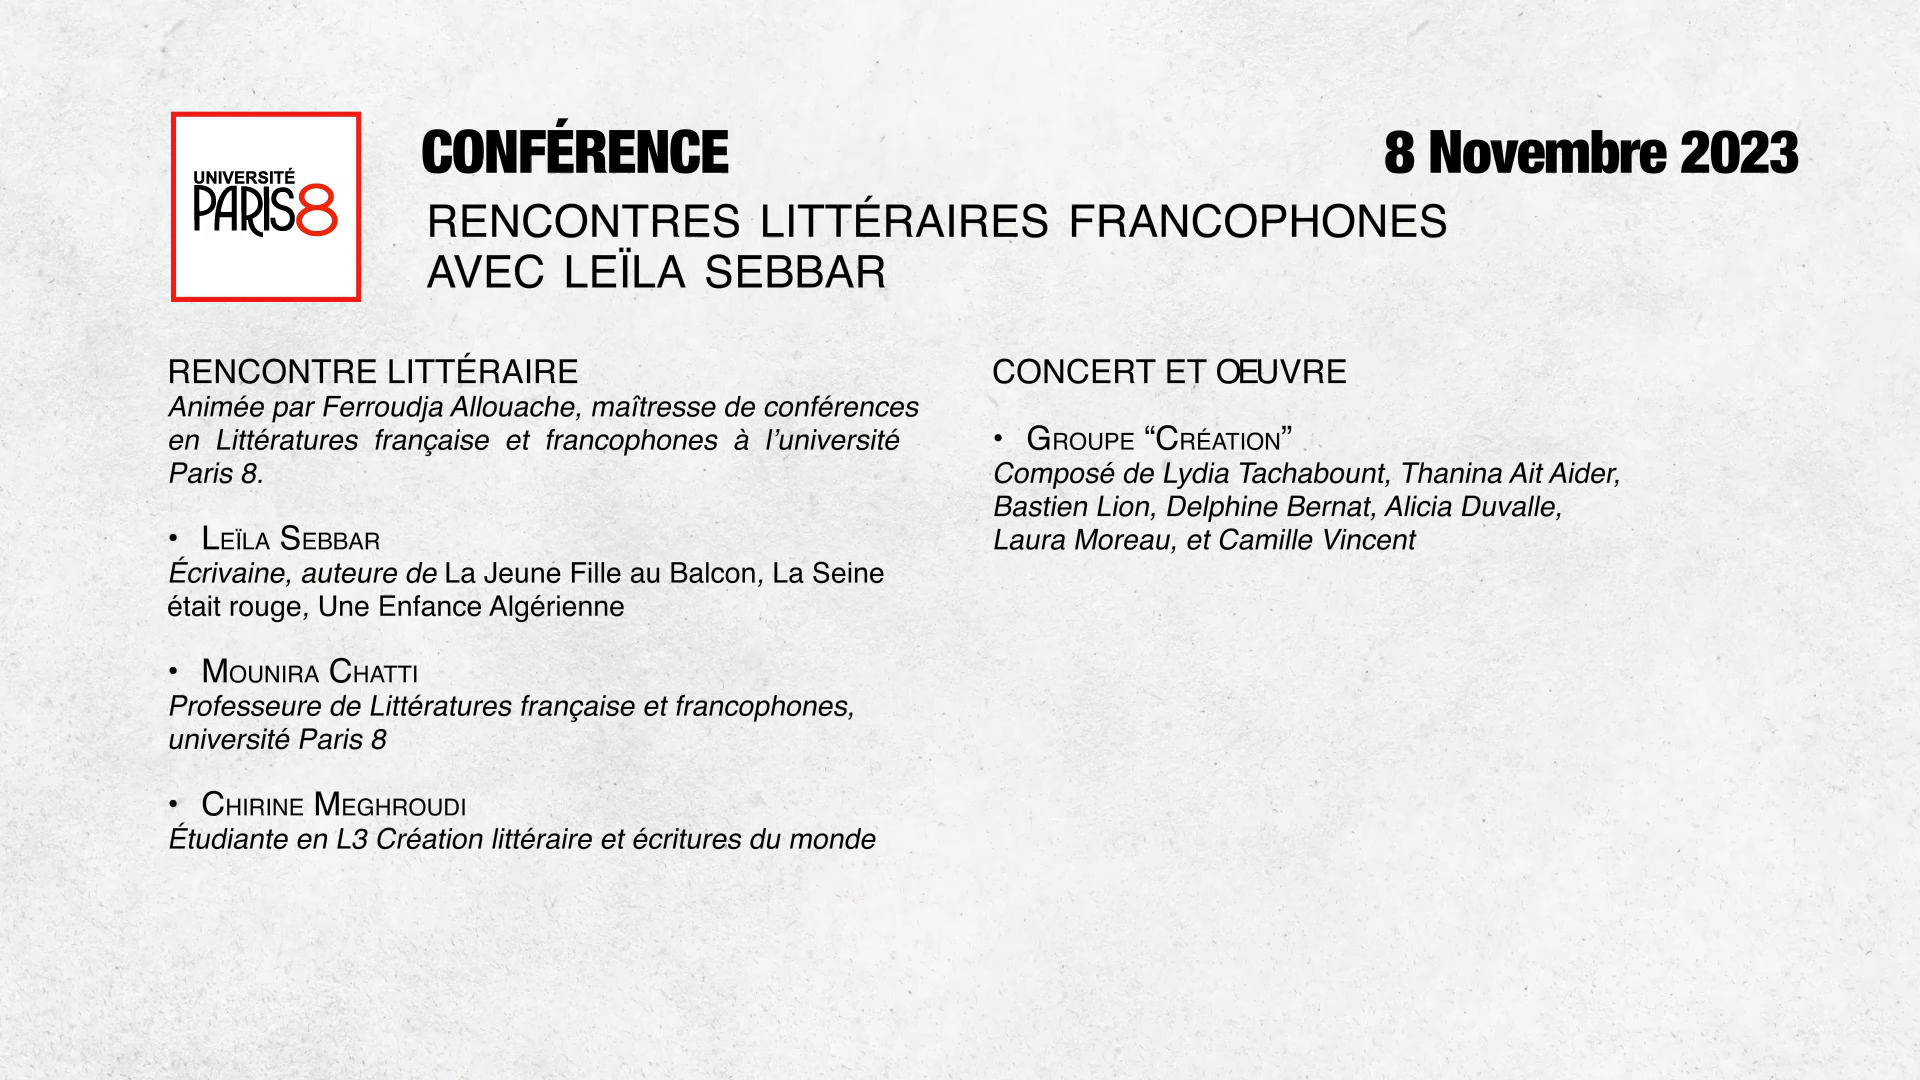 UNIVERSITÉ
PARIS8
CONFÉRENCE
8 Novembre 2023
RENCONTRES LITTÉRAIRES FRANCOPHONES
AVEC LEÏLA SEBBAR
RENCONTRE LITTÉRAIRE
Animée par Ferroudja Allouache, maîtresse de conférences
en Littératures française et francophones à l’université
Paris 8.
• Leïla Sebbar
Écrivaine, auteure de La Jeune Fille au Balcon, La Seine
était rouge, Une Enfance Algérienne
• Mounira Chatti
Professeure de Littératures française et francophones,
université Paris 8
• Chirine Meghroudi
Étudiante en L3 Création littéraire et écritures du monde
CONCERT ET ŒUVRE
• Groupe “Création”
Composé de Lydia Tachabount, Thanina Ait Aider,
Bastien Lion, Delphine Bernat, Alicia Duvalle,
Laura Moreau, et Camille Vincent